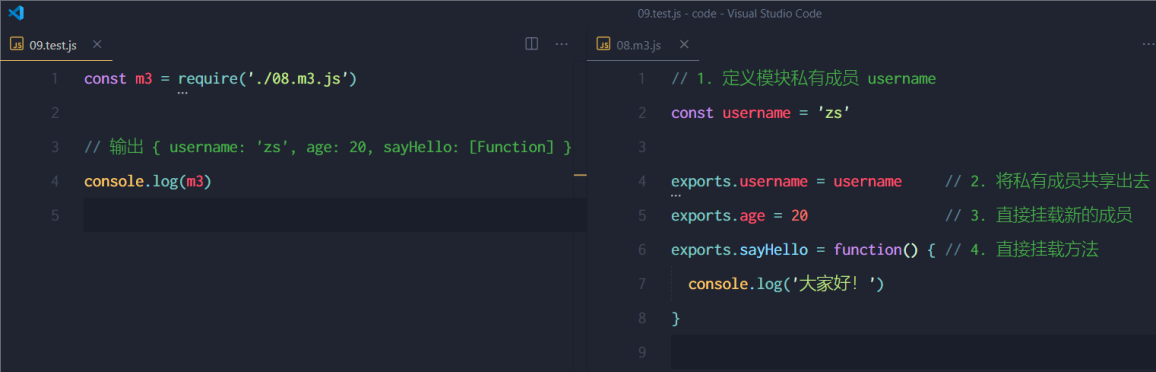 09.test.js - code - Visual Studio Code
JS 09.test.js ×
1 const m3 = require('./08.m3.js')
2
3 // 输出 { username: 'zs', age: 20, sayHello: [Function] }
4 console.log(m3)
5
JS 08.m3.js ×
1 // 1. 定义模块私有成员 username
2 const username = 'zs'
3
4 exports.username = username // 2. 将私有成员共享出去
5 exports.age = 20 // 3. 直接挂载新的成员
6 exports.sayHello = function() { // 4. 直接挂载方法
7 console.log('大家好！')
8 }
9